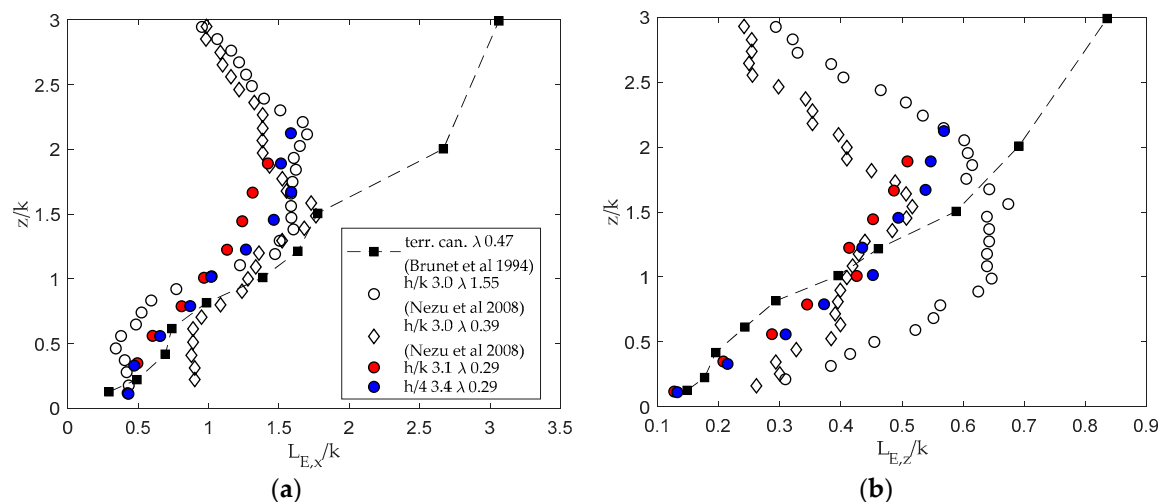 3
2.5
2
1.5
1
0.5
0
z/k
0 0.5 1 1.5 2 2.5 3 3.5
L_E,x/k
(a)
terr. can. λ 0.47
(Brunet et al 1994)
h/k 3.0 λ 1.55
(Nezu et al 2008)
h/k 3.0 λ 0.39
(Nezu et al 2008)
h/k 3.1 λ 0.29
h/4 3.4 λ 0.29
3
2.5
2
1.5
1
0.5
0
z/k
0.1 0.2 0.3 0.4 0.5 0.6 0.7 0.8 0.9
L_E,z/k
(b)